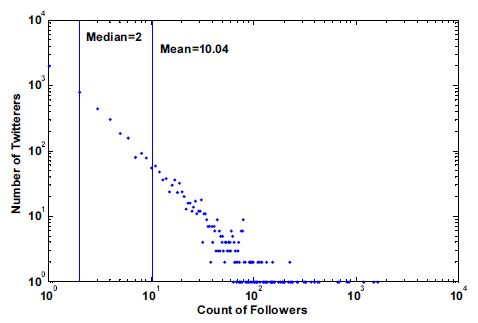 10^4
Median=2
Mean=10.04
10^3
10^2
10^1
10^0
Number of Twitterers
10^0 10^1 10^2 10^3 10^4
Count of Followers